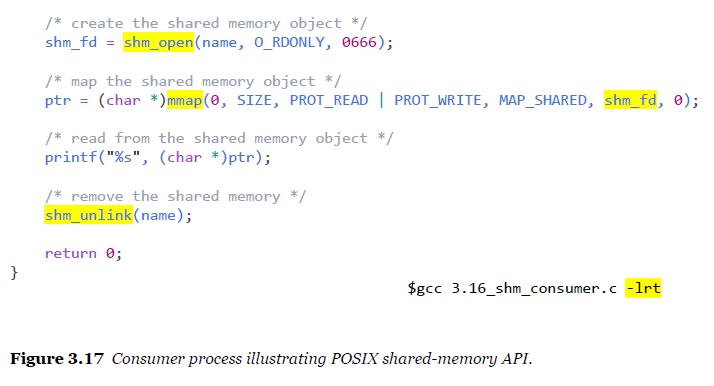 /* create the shared memory object */
shm_fd = shm_open(name, O_RDONLY, 0666);
/* map the shared memory object */
ptr = (char *)mmap(0, SIZE, PROT_READ | PROT_WRITE, MAP_SHARED, shm_fd, 0);
/* read from the shared memory object */
printf("%s", (char *)ptr);
/* remove the shared memory */
shm_unlink(name);
return 0;
}
$gcc 3.16_shm_consumer.c -lrt
Figure 3.17 Consumer process illustrating POSIX shared-memory API.